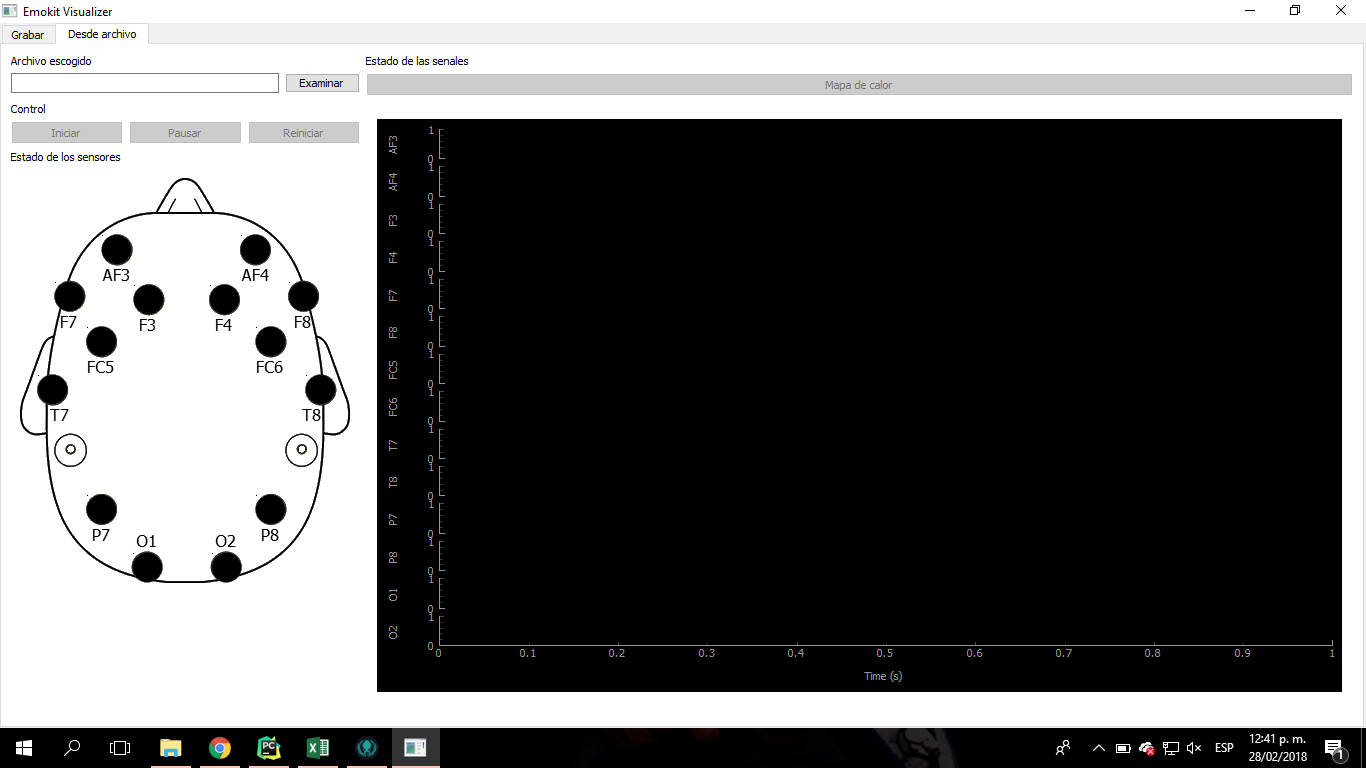 Emokit Visualizer
Grabar
Desde archivo
Archivo escogido
Examinar
Control
Iniciar
Pausar
Reiniciar
Estado de los sensores
AF3
AF4
F7
F3
F4
F8
FC5
FC6
T7
T8
P7
P8
O1
O2
Estado de las senales
Mapa de calor
AF3
1
0
AF4
1
0
F3
1
0
F4
1
0
F7
1
0
F8
1
0
FC5
1
0
FC6
1
0
T7
1
0
T8
1
0
P7
1
0
P8
1
0
O1
1
0
O2
1
0
0 0.1 0.2 0.3 0.4 0.5 0.6 0.7 0.8 0.9 1
Time (s)
PC
ESP
12:41 p. m.
28/02/2018
1